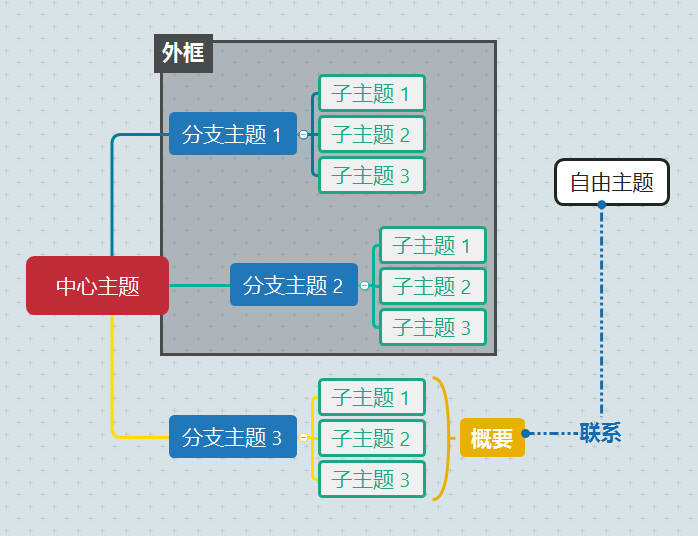 外框
子主题 1
分支主题 1
子主题 2
子主题 3
自由主题
子主题 1
中心主题
分支主题 2
子主题 2
子主题 3
子主题 1
分支主题 3
子主题 2
概要
联系
子主题 3